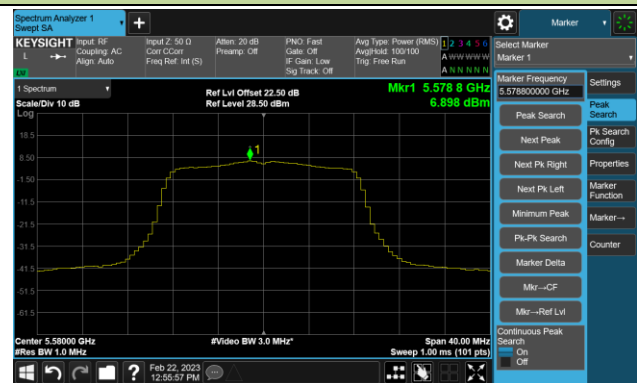 Spectrum Analyzer 1
Swept SA
Marker
KEYSIGHT
L
Input: RF
Coupling: AC
Align: Auto
Input Z: 50 Ω
Corr CCorr
Freq Ref: Int (S)
Atten: 20 dB
Preamp: Off
PNO: Fast
Gate: Off
IF Gain: Low
Sig Track: Off
Avg Type: Power (RMS)
Avg|Hold: 100/100
Trig: Free Run
1 2 3 4 5 6
A WW WW W
A N N N N N
Select Marker
Marker 1
1 Spectrum
Scale/Div 10 dB
Log
Ref Lvl Offset 22.50 dB
Ref Level 28.50 dBm
Mkr1 5.578 8 GHz
6.898 dBm
18.5
8.50
-1.50
-11.5
-21.5
-31.5
-41.5
-51.5
-61.5
1
Center 5.58000 GHz
#Res BW 1.0 MHz
#Video BW 3.0 MHz*
Span 40.00 MHz
Sweep 1.00 ms (101 pts)
Marker Frequency
5.578800000 GHz
Peak Search
Next Peak
Next Pk Right
Next Pk Left
Minimum Peak
Pk-Pk Search
Marker Delta
Mkr→CF
Mkr→Ref Lvl
Continuous Peak
Search
On
Off
Settings
Peak
Search
Pk Search
Config
Properties
Marker
Function
Marker→
Counter
Feb 22, 2023
12:55:57 PM